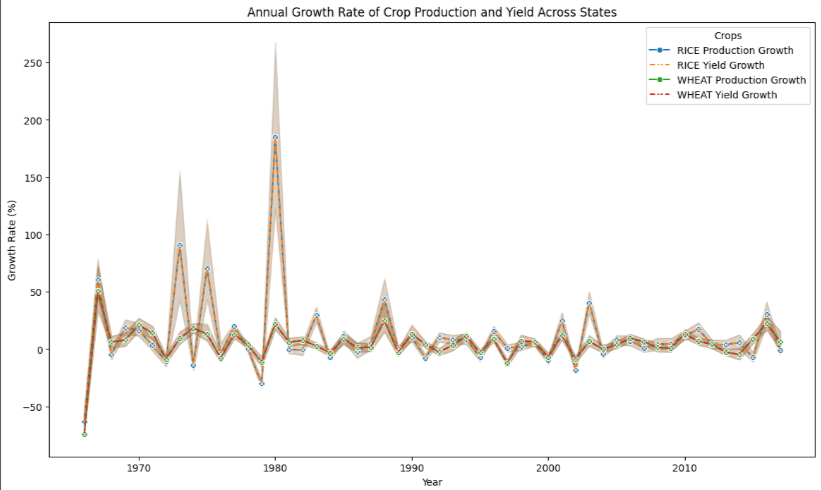 Annual Growth Rate of Crop Production and Yield Across States
Crops
RICE Production Growth
RICE Yield Growth
WHEAT Production Growth
WHEAT Yield Growth
250
200
150
100
50
0
−50
Growth Rate (%)
1970
1980
1990
2000
2010
Year